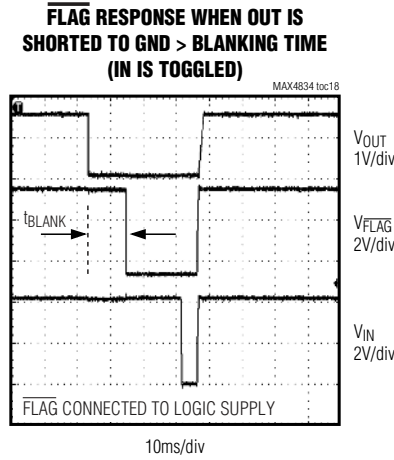 FLAG RESPONSE WHEN OUT IS
SHORTED TO GND > BLANKING TIME
(IN IS TOGGLED)
MAX4834 toc18
VOUT
1V/div
tBLANK
VFLAG
2V/div
VIN
2V/div
FLAG CONNECTED TO LOGIC SUPPLY
10ms/div